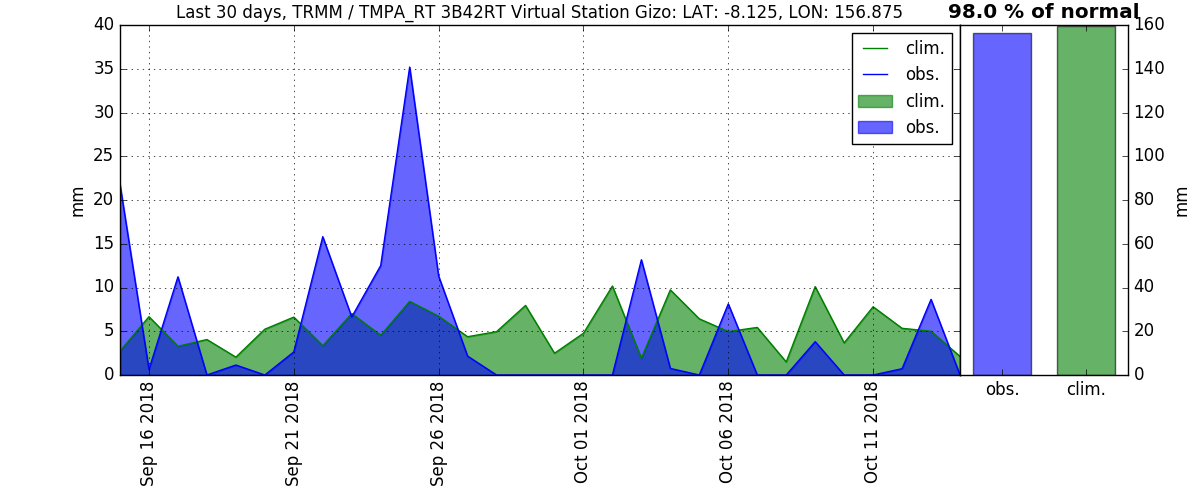 Last 30 days, TRMM / TMPA_RT 3B42RT Virtual Station Gizo: LAT: -8.125, LON: 156.875
98.0 % of normal
40
35
30
25
20
15
10
5
0
mm
clim.
obs.
clim.
obs.
160
140
120
100
80
60
40
20
0
mm
Sep 16 2018
Sep 21 2018
Sep 26 2018
Oct 01 2018
Oct 06 2018
Oct 11 2018
obs.
clim.